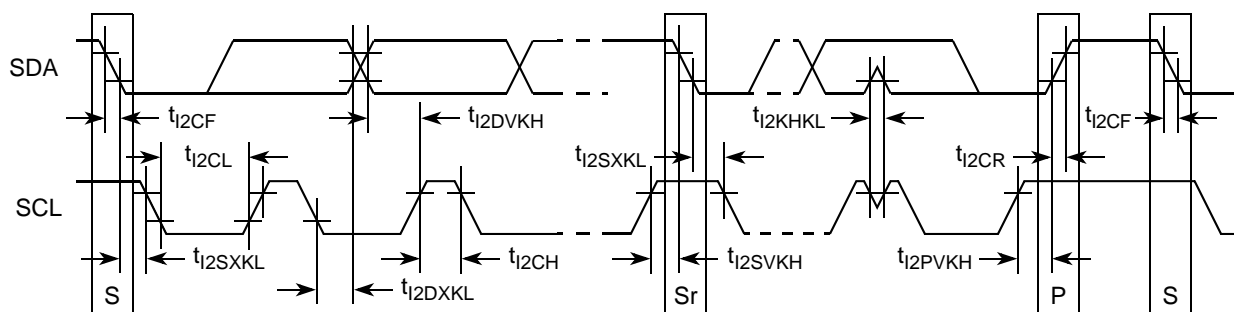 SDA
tI2CF
tI2DVKH
tI2KHKL
tI2CF
tI2CL
tI2SXKL
tI2CR
SCL
tI2SXKL
tI2CH
tI2SVKH
tI2PVKH
tI2DXKL
S
Sr
P
S